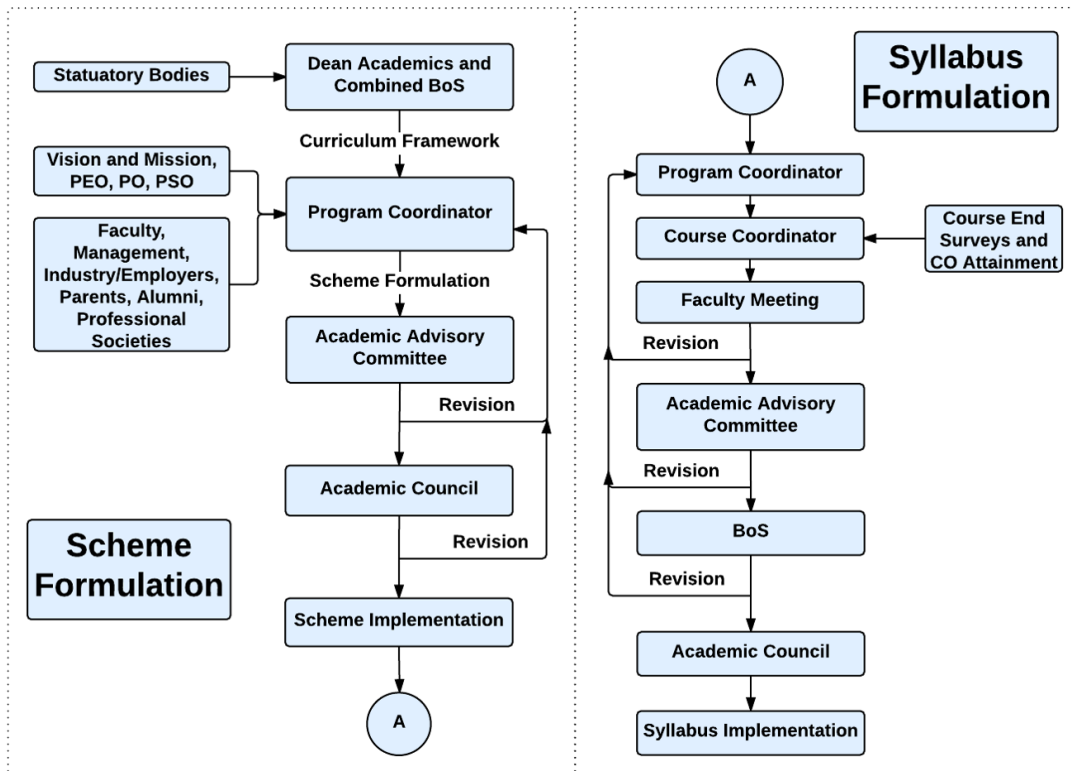 Statuatory Bodies
Dean Academics and
Combined BoS
Curriculum Framework
Vision and Mission,
PEO, PO, PSO
Program Coordinator
Faculty,
Management,
Industry/Employers,
Parents, Alumni,
Professional
Societies
Scheme Formulation
Academic Advisory
Committee
Revision
Academic Council
Revision
Scheme
Formulation
Scheme Implementation
A
Syllabus
Formulation
A
Program Coordinator
Course Coordinator
Course End
Surveys and
CO Attainment
Faculty Meeting
Revision
Academic Advisory
Committee
Revision
BoS
Revision
Academic Council
Syllabus Implementation